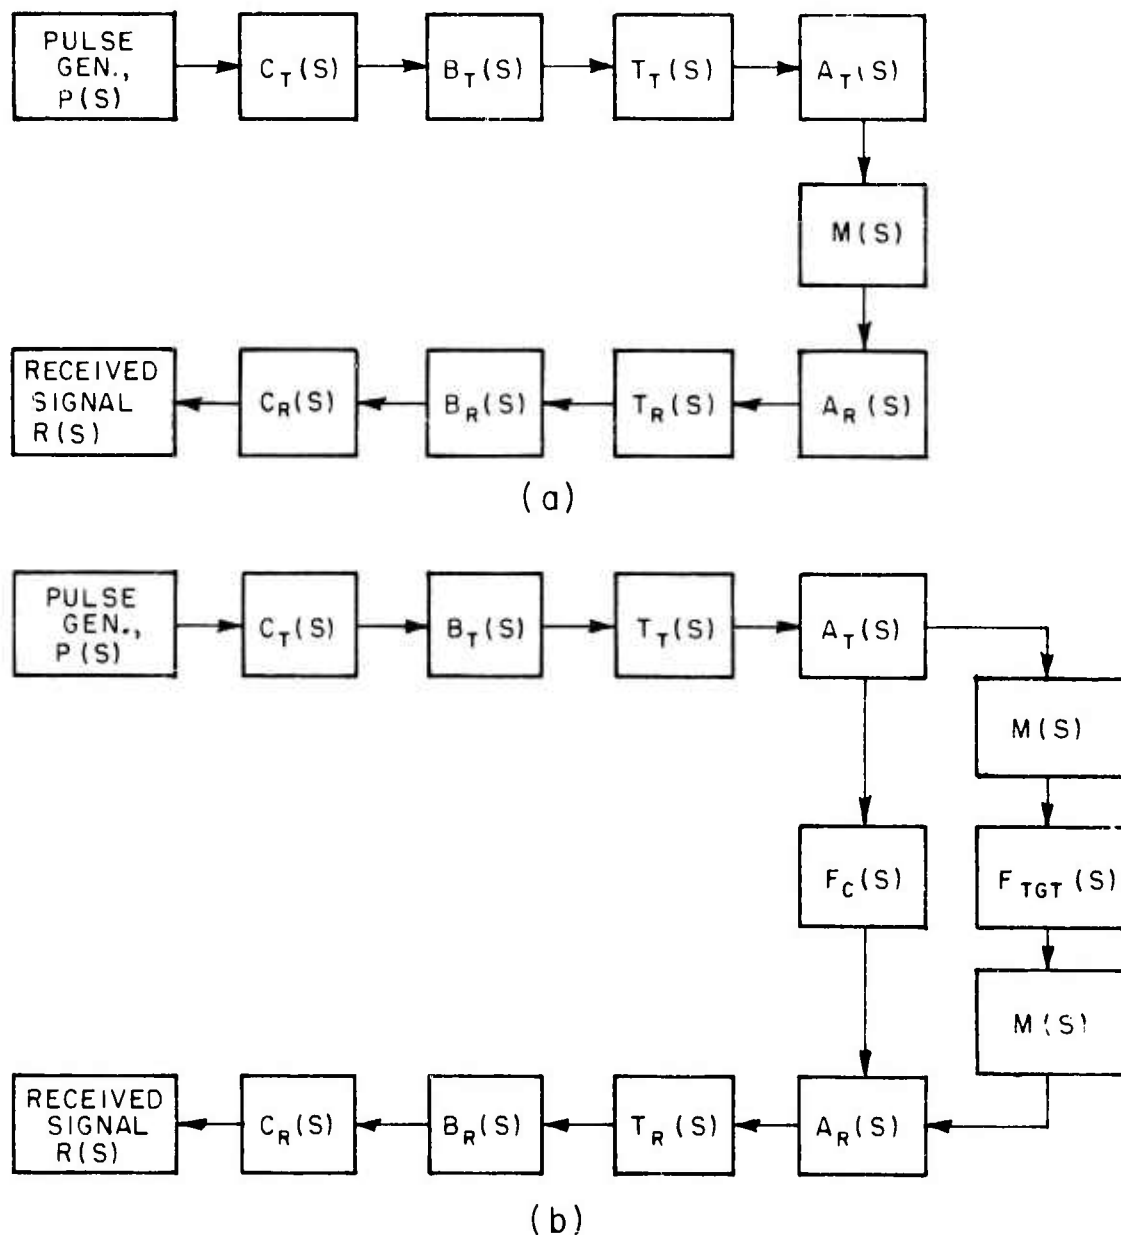 PULSE
GEN.,
P(S)
C_T(S)
B_T(S)
T_T(S)
A_T(S)
M(S)
RECEIVED
SIGNAL
R(S)
C_R(S)
B_R(S)
T_R(S)
A_R(S)
(a)
PULSE
GEN.,
P(S)
C_T(S)
B_T(S)
T_T(S)
A_T(S)
M(S)
F_C(S)
F_TGT(S)
M(S)
RECEIVED
SIGNAL
R(S)
C_R(S)
B_R(S)
T_R(S)
A_R(S)
(b)